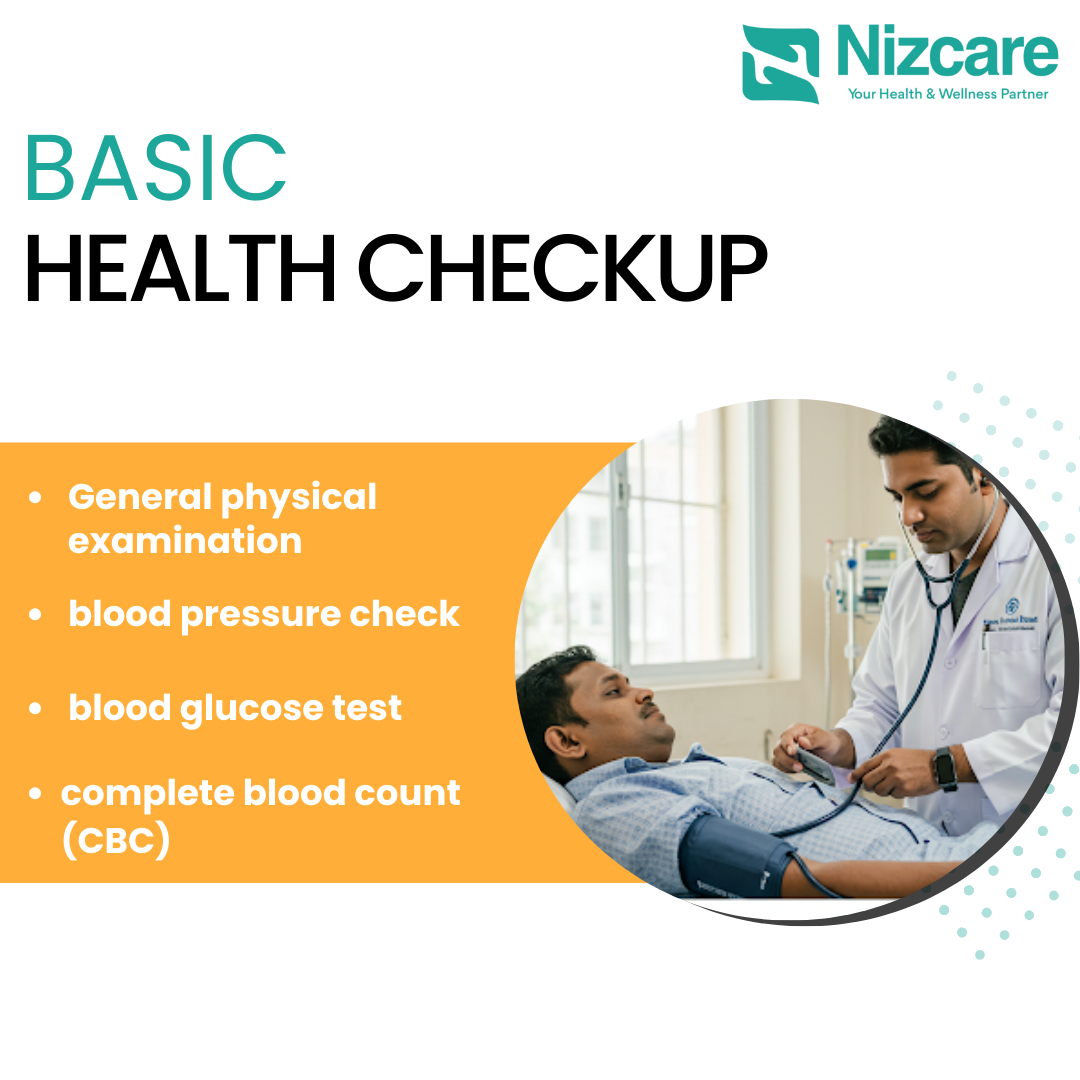 Nizcare
Your Health & Wellness Partner
BASIC
HEALTH CHECKUP
• General physical
examination
• blood pressure check
• blood glucose test
• complete blood count
(CBC)